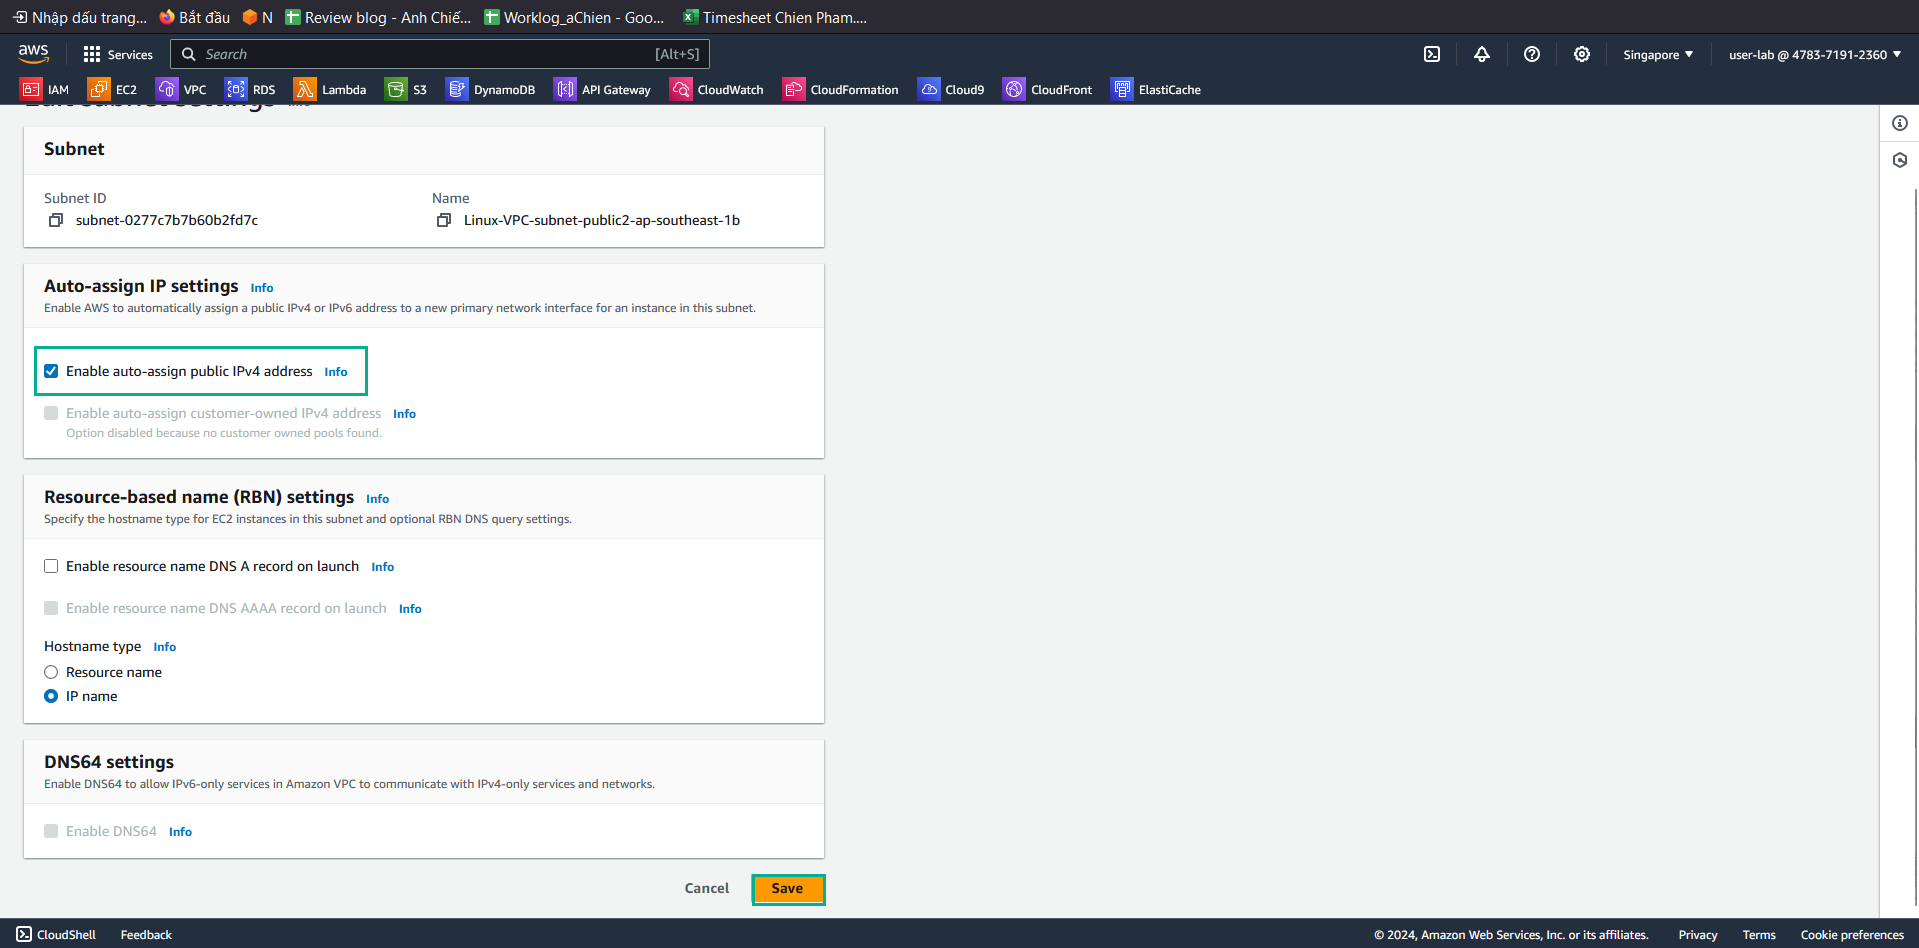 Nhập dấu trang... Bắt đầu N Review blog - Anh Chiế... Worklog_aChien - Goo... Timesheet Chien Pham....
aws Services Search [Alt+S] Singapore user-lab @ 4783-7191-2360
IAM EC2 VPC RDS Lambda S3 DynamoDB API Gateway CloudWatch CloudFormation Cloud9 CloudFront ElastiCache
Subnet
Subnet ID Name
subnet-0277c7b7b60b2fd7c Linux-VPC-subnet-public2-ap-southeast-1b
Auto-assign IP settings Info
Enable AWS to automatically assign a public IPv4 or IPv6 address to a new primary network interface for an instance in this subnet.
Enable auto-assign public IPv4 address Info
Enable auto-assign customer-owned IPv4 address Info
Option disabled because no customer owned pools found.
Resource-based name (RBN) settings Info
Specify the hostname type for EC2 instances in this subnet and optional RBN DNS query settings.
Enable resource name DNS A record on launch Info
Enable resource name DNS AAAA record on launch Info
Hostname type Info
Resource name
IP name
DNS64 settings
Enable DNS64 to allow IPv6-only services in Amazon VPC to communicate with IPv4-only services and networks.
Enable DNS64 Info
Cancel Save
CloudShell Feedback © 2024, Amazon Web Services, Inc. or its affiliates. Privacy Terms Cookie preferences